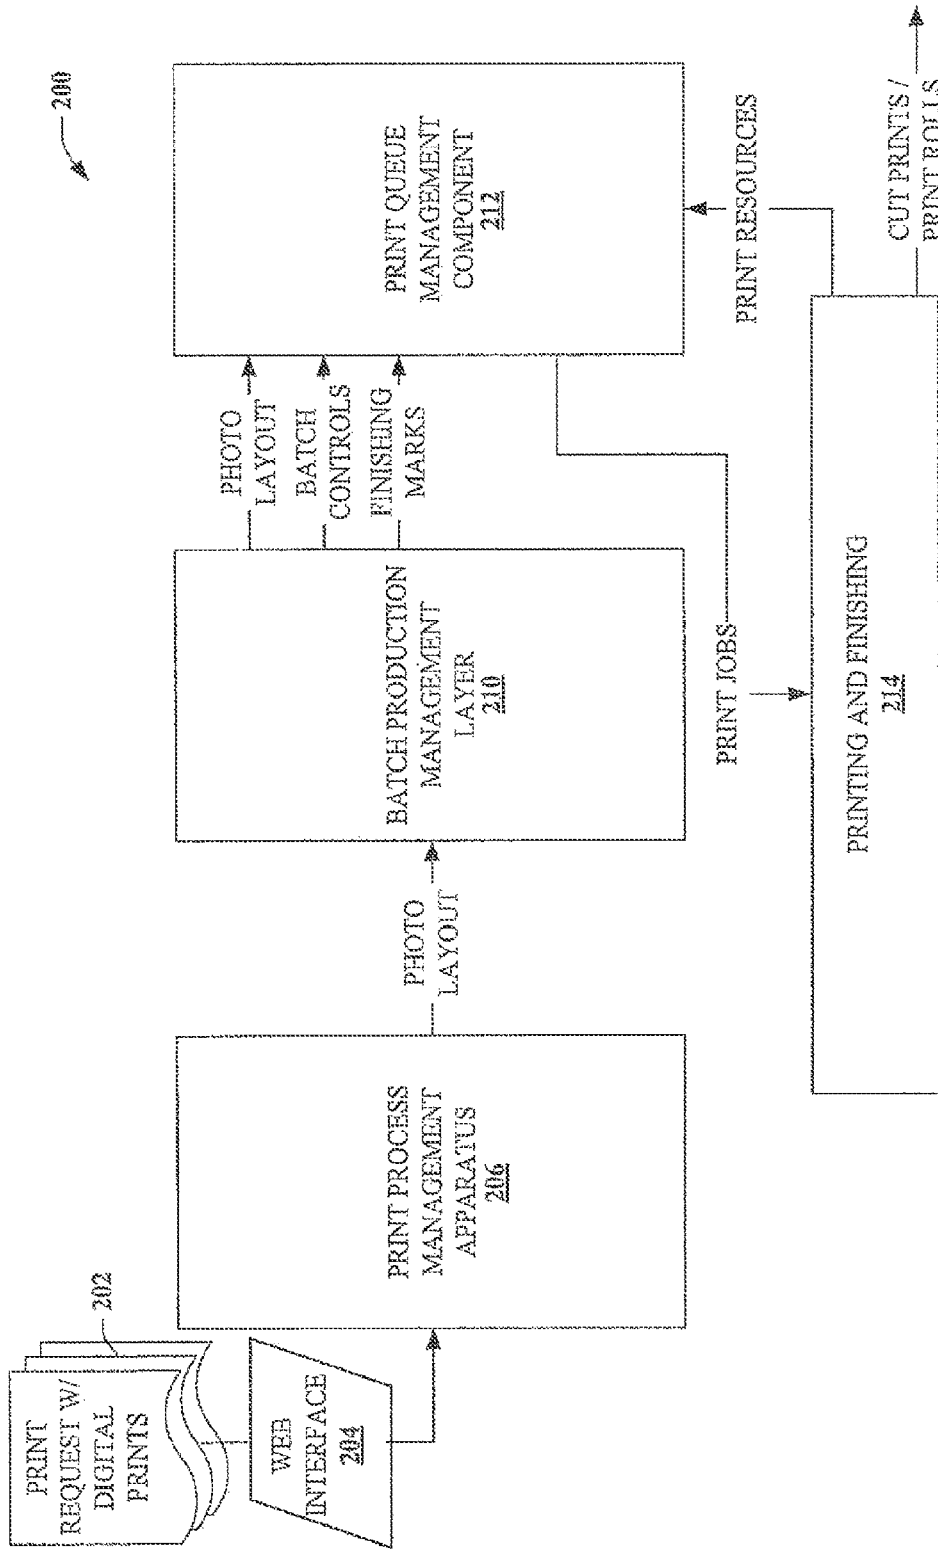 200
PRINT
REQUEST W/
DIGITAL
PRINTS
202
WEB
INTERFACE
204
PRINT PROCESS
MANAGEMENT
APPARATUS
206
PHOTO
LAYOUT
BATCH PRODUCTION
MANAGEMENT
LAYER
210
PHOTO
LAYOUT
BATCH
CONTROLS
FINISHING
MARKS
PRINT QUEUE
MANAGEMENT
COMPONENT
212
PRINT JOBS
PRINT RESOURCES
PRINTING AND FINISHING
214
CUT PRINTS /
PRINT ROLLS